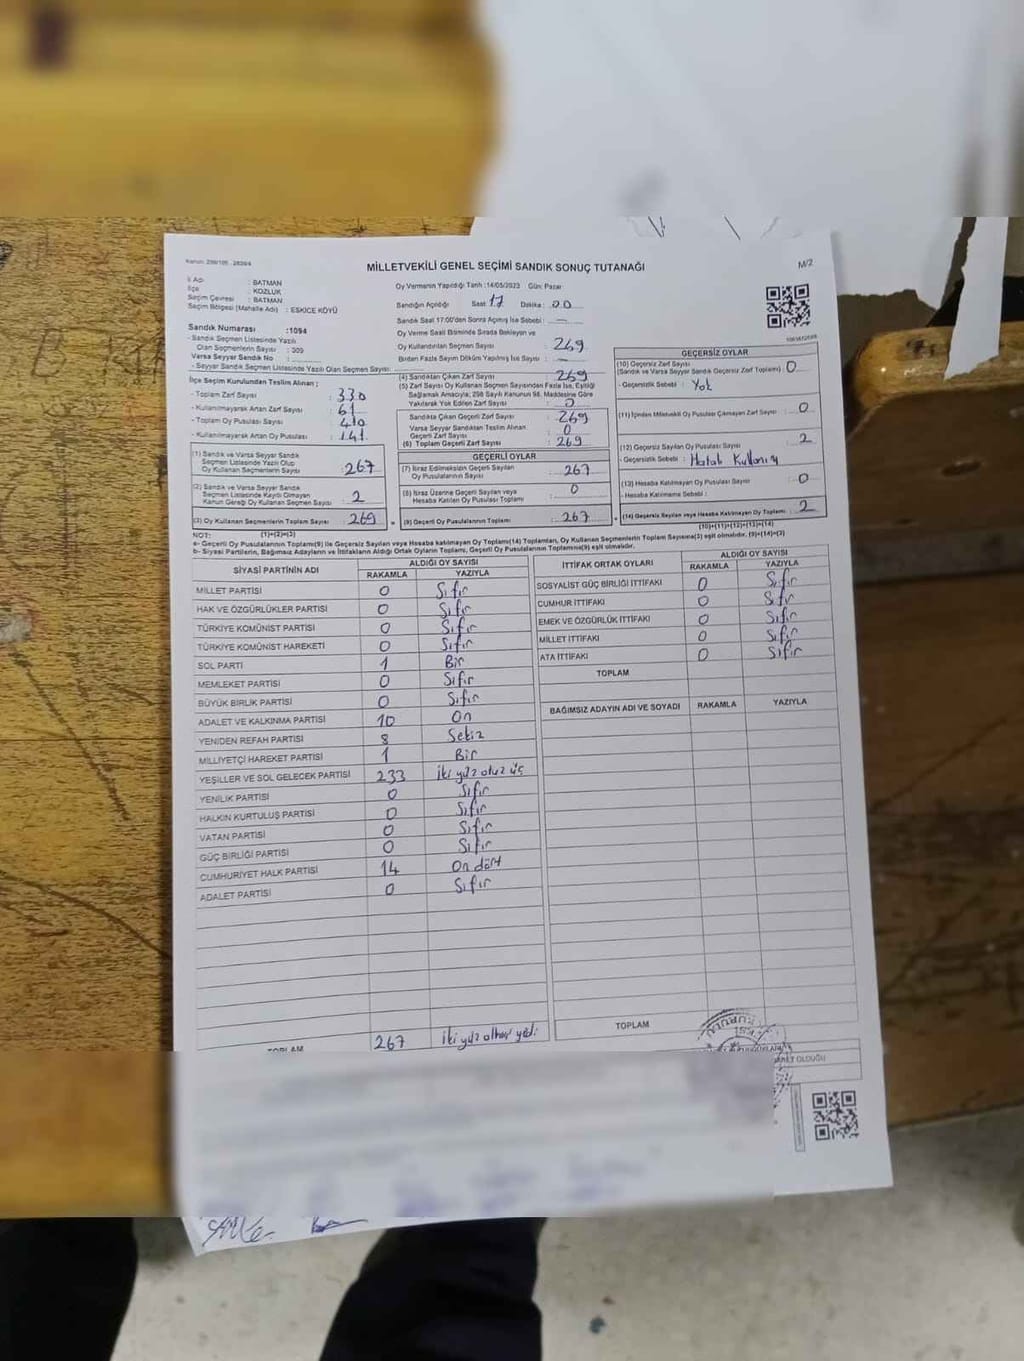 Kanun: 298/105 - 2839/4
MİLLETVEKİLİ GENEL SEÇİMİ SANDIK SONUÇ TUTANAĞI
M/2
İl Adı : BATMAN
İlçe : KOZLUK
Seçim Çevresi : BATMAN
Seçim Bölgesi (Mahalle Adı) : ESKİCE KÖYÜ
Sandık Numarası :1094
- Sandık Seçmen Listesinde Yazılı
Olan Seçmenlerin Sayısı : 309
Varsa Seyyar Sandık No :
- Seyyar Sandık Seçmen Listesinde Yazılı Olan Seçmen Sayısı:
Oy Vermenin Yapıldığı Tarih :14/05/2023 Gün: Pazar
Sandığın Açıldığı Saat 17 Dakika : 00
Sandık Saat 17:00'den Sonra Açılmış İse Sebebi : —
Oy Verme Saati Bitiminde Sırada Bekleyen ve
Oy Kullandırılan Seçmen Sayısı : 269
Birden Fazla Sayım Döküm Yapılmış İse Sayısı : —
İlçe Seçim Kurulundan Teslim Alınan ;
- Toplam Zarf Sayısı : 330
- Kullanılmayarak Artan Zarf Sayısı : 61
- Toplam Oy Pusulası Sayısı : 410
- Kullanılmayarak Artan Oy Pusulası : 141
(1) Sandık ve Varsa Seyyar Sandık
Seçmen Listesinde Yazılı Olup
Oy Kullanan Seçmenlerin Sayısı : 267
(2) Sandık ve Varsa Seyyar Sandık
Seçmen Listesinde Kaydı Olmayan
Kanun Gereği Oy Kullanan Seçmen Sayısı : 2
(3) Oy Kullanan Seçmenlerin Toplam Sayısı : 269
(1)+(2)=(3)
(4) Sandıktan Çıkan Zarf Sayısı : 269
(5) Zarf Sayısı Oy Kullanan Seçmen Sayısından Fazla İse, Eşitliği
Sağlamak Amacıyla; 298 Sayılı Kanunun 98. Maddesine Göre
Yakılarak Yok Edilen Zarf Sayısı : 0
Sandıkta Çıkan Geçerli Zarf Sayısı : 269
Varsa Seyyar Sandıktan Teslim Alınan
Geçerli Zarf Sayısı : 0
(6) Toplam Geçerli Zarf Sayısı : 269
GEÇERLİ OYLAR
(7) İtiraz Edilmeksizin Geçerli Sayılan
Oy Pusulalarının Sayısı : 267
(8) İtiraz Üzerine Geçerli Sayılan veya
Hesaba Katılan Oy Pusulası Toplamı : 0
(9) Geçerli Oy Pusulalarının Toplamı : 267
GEÇERSİZ OYLAR
(10) Geçersiz Zarf Sayısı
(Sandık ve Varsa Seyyar Sandık Geçersiz Zarf Toplamı) : 0
- Geçersizlik Sebebi : Yok
(11) İçinden Milletvekili Oy Pusulası Çıkmayan Zarf Sayısı : 0
(12) Geçersiz Sayılan Oy Pusulası Sayısı : 2
- Geçersizlik Sebebi : Hatalı Kullanım
(13) Hesaba Katılmayan Oy Pusulası Sayısı : 0
- Hesaba Katılmama Sebebi :
(14) Geçersiz Sayılan veya Hesaba Katılmayan Oy Toplamı : 2
(10)+(11)+(12)+(13)=(14)
NOT:
a- Geçerli Oy Pusulalarının Toplamı(9) ile Geçersiz Sayılan veya Hesaba katılmayan Oy Toplamı(14) Toplamları, Oy Kullanan Seçmenlerin Toplam Sayısına(3) eşit olmalıdır. (9)+(14)=(3)
b- Siyasi Partilerin, Bağımsız Adayların ve İttifakların Aldığı Ortak Oyların Toplamı, Geçerli Oy Pusulalarının Toplamına(9) eşit olmalıdır.
SİYASİ PARTİNİN ADI ALDIĞI OY SAYISI
RAKAMLA YAZIYLA
MİLLET PARTİSİ 0 Sıfır
HAK VE ÖZGÜRLÜKLER PARTİSİ 0 Sıfır
TÜRKİYE KOMÜNİST PARTİSİ 0 Sıfır
TÜRKİYE KOMÜNİST HAREKETİ 0 Sıfır
SOL PARTİ 1 Bir
MEMLEKET PARTİSİ 0 Sıfır
BÜYÜK BİRLİK PARTİSİ 0 Sıfır
ADALET VE KALKINMA PARTİSİ 10 On
YENİDEN REFAH PARTİSİ 8 Sekiz
MİLLİYETÇİ HAREKET PARTİSİ 1 Bir
YEŞİLLER VE SOL GELECEK PARTİSİ 233 iki yüz otuz üç
YENİLİK PARTİSİ 0 Sıfır
HALKIN KURTULUŞ PARTİSİ 0 Sıfır
VATAN PARTİSİ 0 Sıfır
GÜÇ BİRLİĞİ PARTİSİ 0 Sıfır
CUMHURİYET HALK PARTİSİ 14 On dört
ADALET PARTİSİ 0 Sıfır
TOPLAM 267 iki yüz altmış yedi
İTTİFAK ORTAK OYLARI ALDIĞI OY SAYISI
RAKAMLA YAZIYLA
SOSYALİST GÜÇ BİRLİĞİ İTTİFAKI 0 Sıfır
CUMHUR İTTİFAKI 0 Sıfır
EMEK VE ÖZGÜRLÜK İTTİFAKI 0 Sıfır
MİLLET İTTİFAKI 0 Sıfır
ATA İTTİFAKI 0 Sıfır
TOPLAM
BAĞIMSIZ ADAYIN ADI VE SOYADI RAKAMLA YAZIYLA
TOPLAM
OLDUĞU